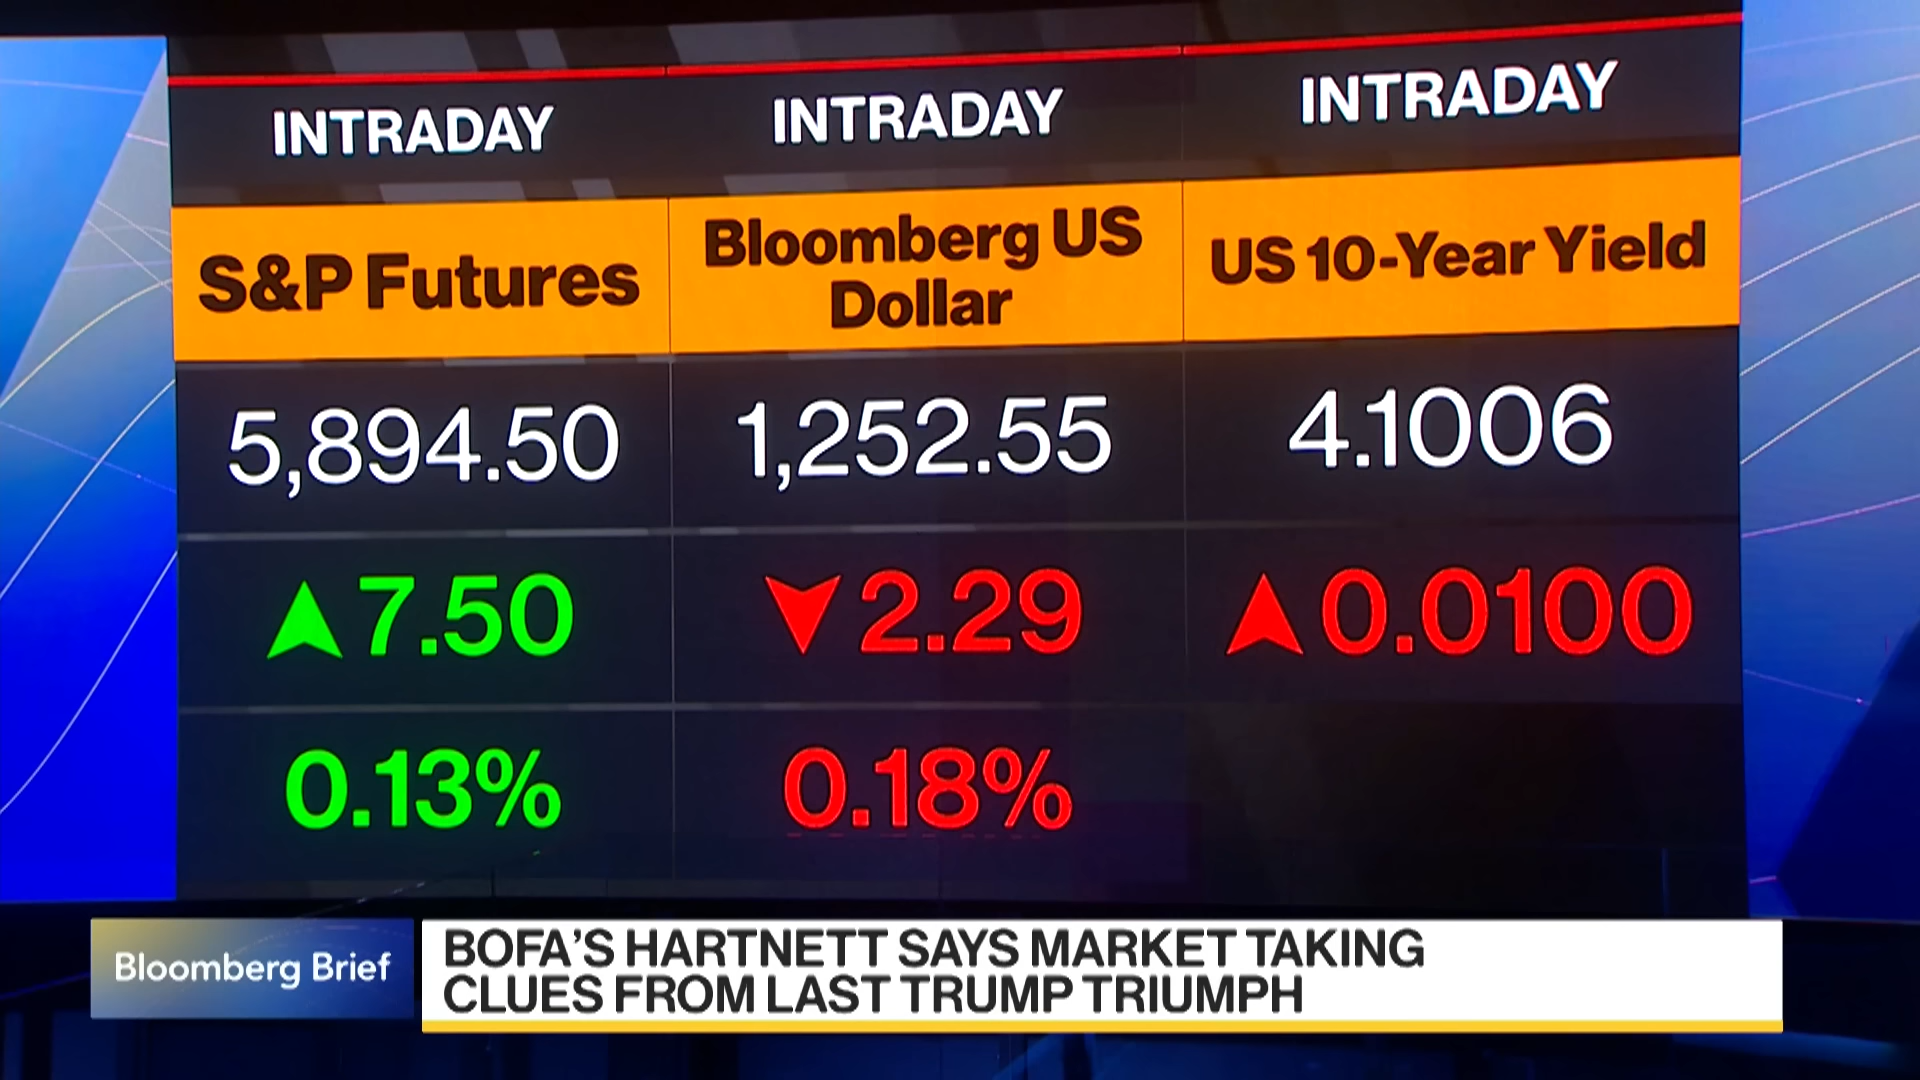 INTRADAY
INTRADAY
INTRADAY
S&P Futures
Bloomberg US
Dollar
US 10-Year Yield
5,894.50
1,252.55
4.1006
▲7.50
▼2.29
▲0.0100
0.13%
0.18%
Bloomberg Brief
BOFA'S HARTNETT SAYS MARKET TAKING
CLUES FROM LAST TRUMP TRIUMPH